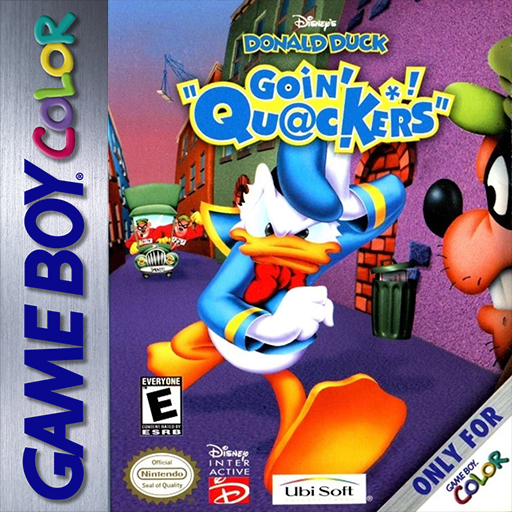 GAME BOY COLOR
Disney's
DONALD DUCK
"GOIN' *!
QU@CKERS"
EVERYONE
E
CONTENT RATED BY
ESRB
Official
Nintendo
Seal of Quality
Disney
INTER
ACTIVE
Ubi Soft
ONLY FOR
GAME BOY
COLOR